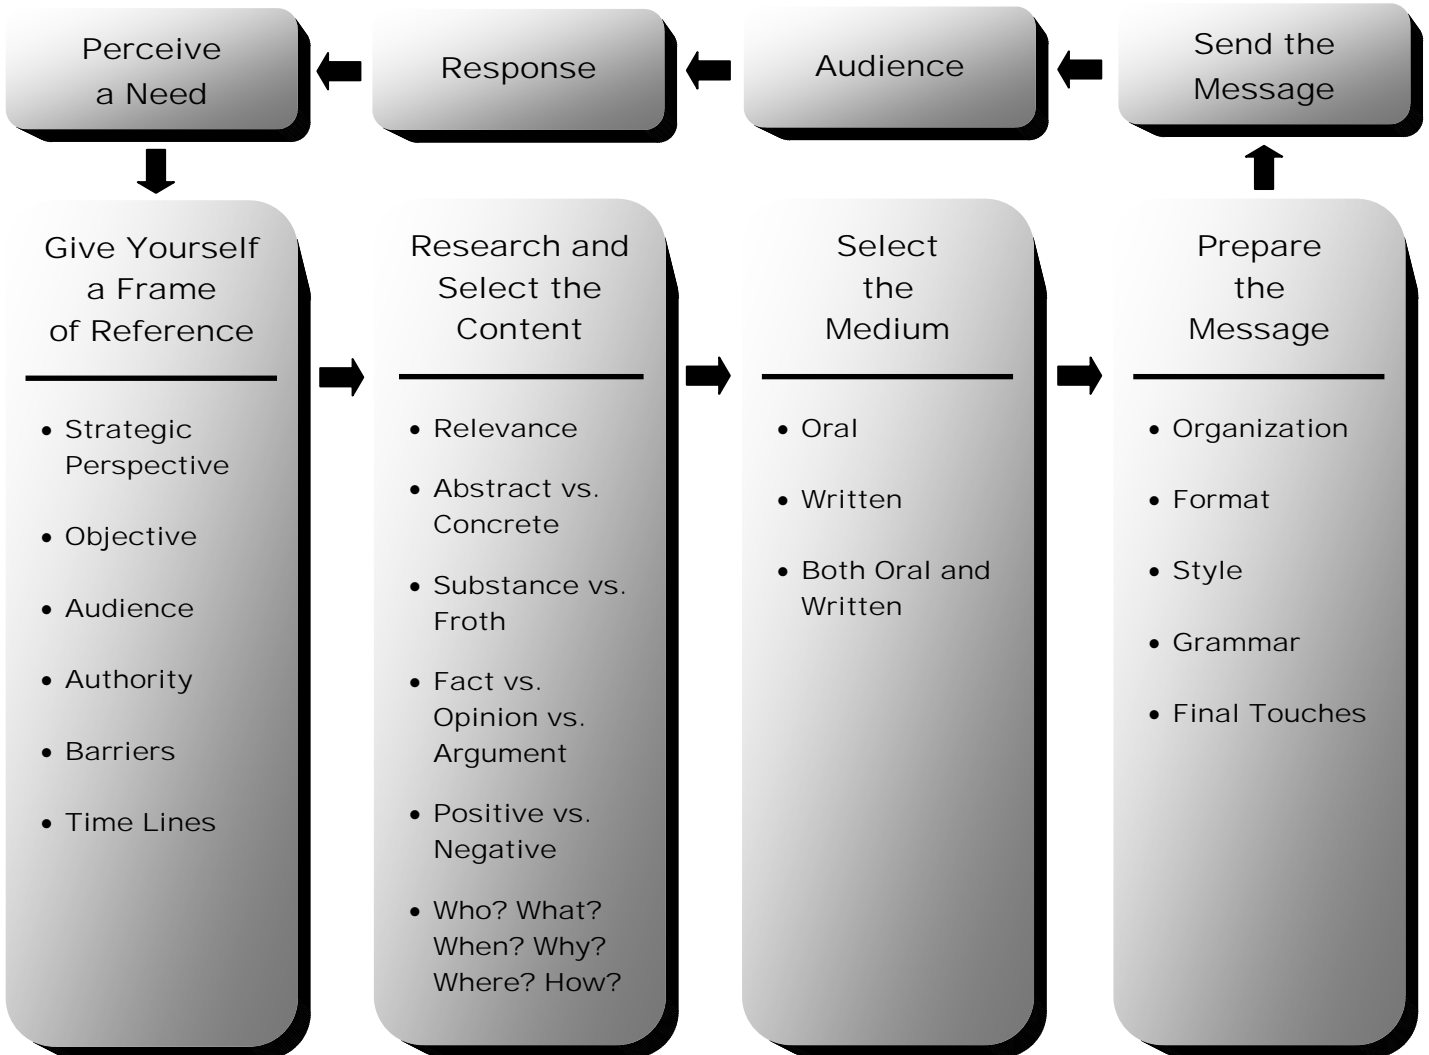 Perceive
a Need
Response
Audience
Send the
Message
Give Yourself
a Frame
of Reference
• Strategic
Perspective
• Objective
• Audience
• Authority
• Barriers
• Time Lines
Research and
Select the
Content
• Relevance
• Abstract vs.
Concrete
• Substance vs.
Froth
• Fact vs.
Opinion vs.
Argument
• Positive vs.
Negative
• Who? What?
When? Why?
Where? How?
Select
the
Medium
• Oral
• Written
• Both Oral and
Written
Prepare
the
Message
• Organization
• Format
• Style
• Grammar
• Final Touches